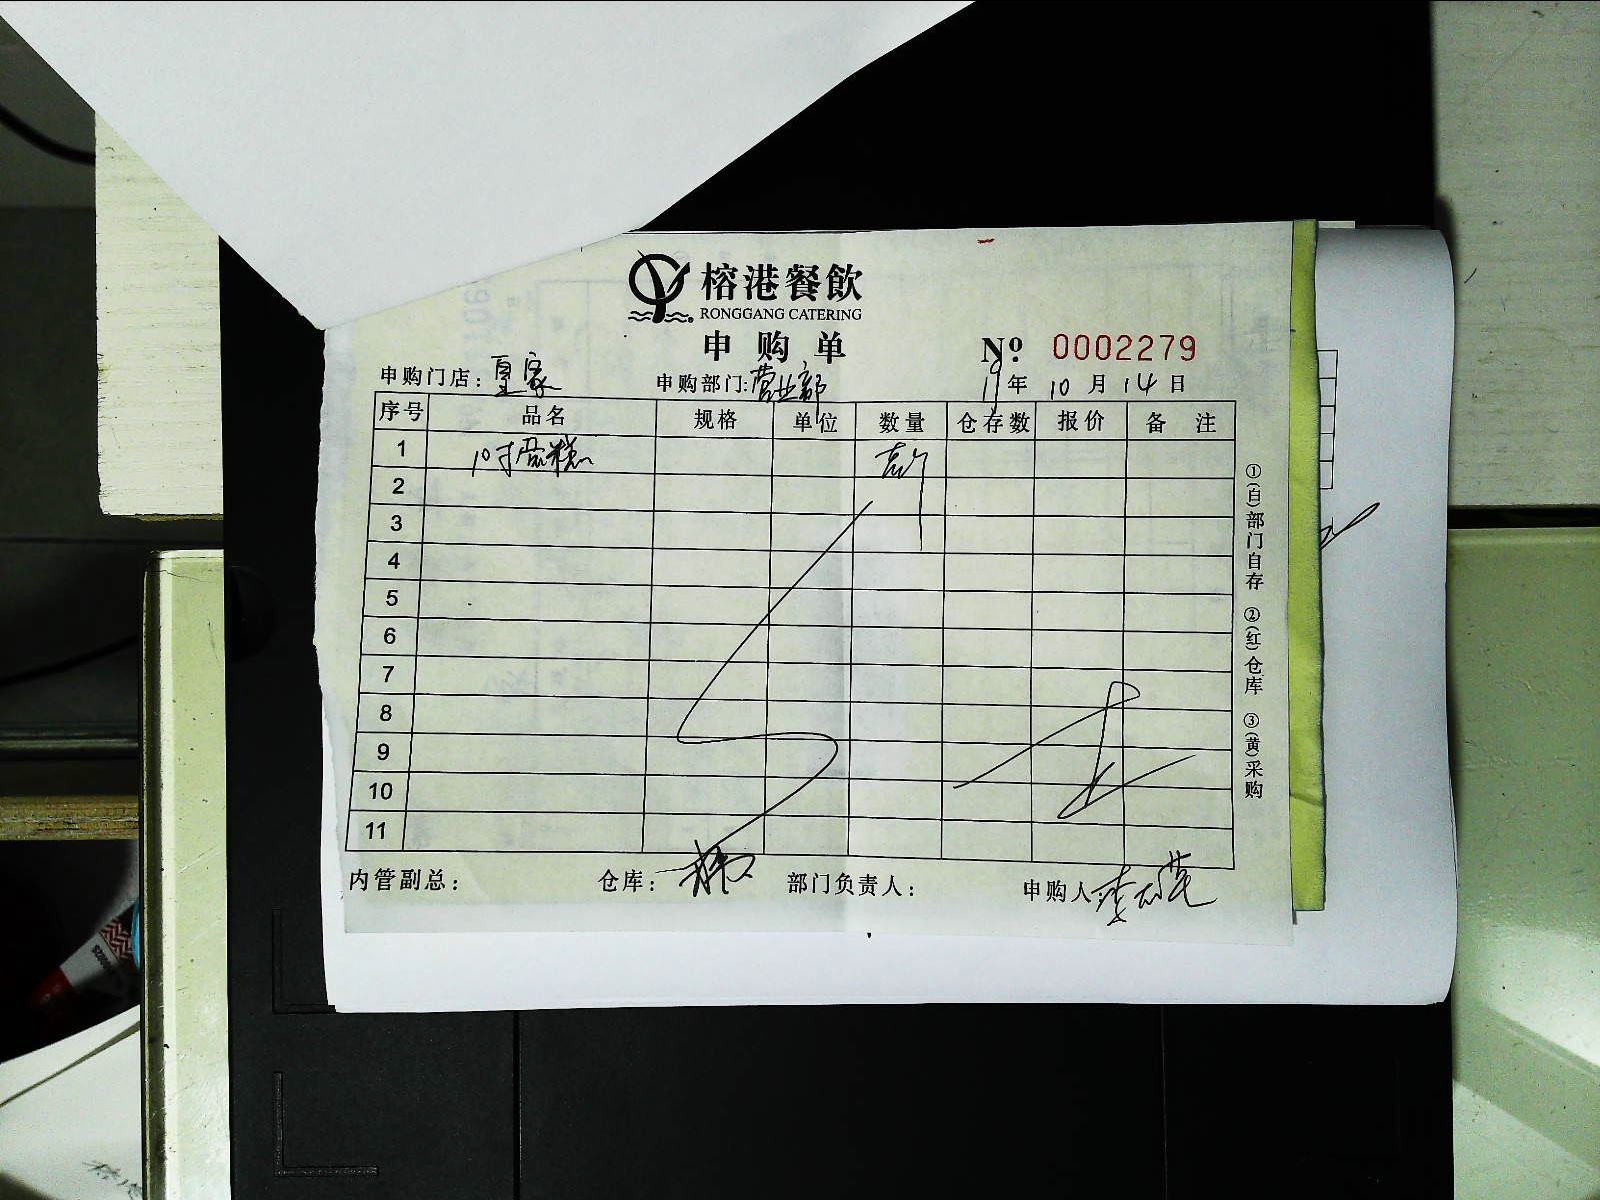 榕港餐飲
RONGGANG CATERING
申购单
№ 0002279
申购门店：皇家 申购部门：营业部 19年10月14日
序号 品名 规格 单位 数量 仓存数 报价 备 注
1 10寸蛋糕
2
3
4
5
6
7
8
9
10
11
内管副总： 仓库： 部门负责人： 申购人：
①(白)部门自存 ②(红)仓库 ③(黄)采购